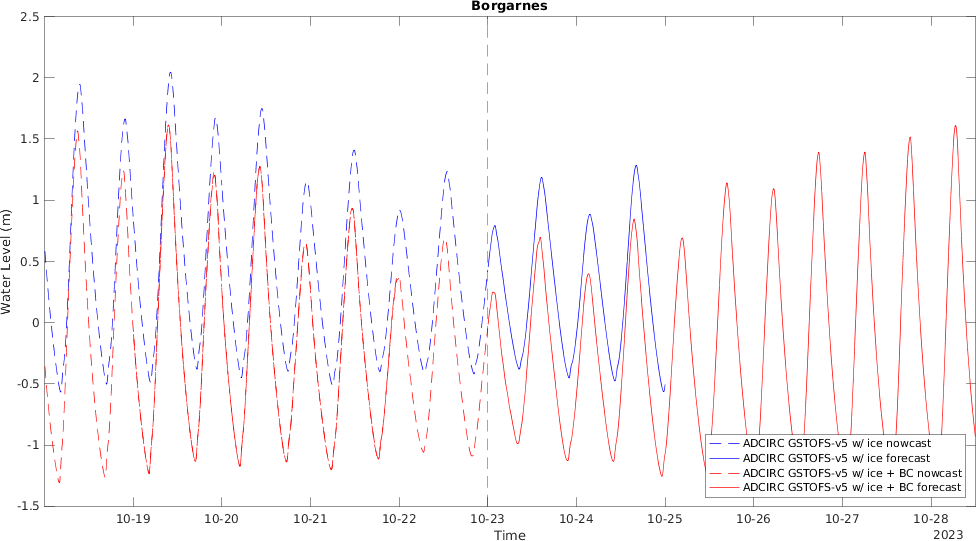 Borgarnes
2.5
2
1.5
1
0.5
0
-0.5
-1
-1.5
Water Level (m)
ADCIRC GSTOFS-v5 w/ ice nowcast
ADCIRC GSTOFS-v5 w/ ice forecast
ADCIRC GSTOFS-v5 w/ ice + BC nowcast
ADCIRC GSTOFS-v5 w/ ice + BC forecast
10-19 10-20 10-21 10-22 10-23 10-24 10-25 10-26 10-27 10-28
Time
2023